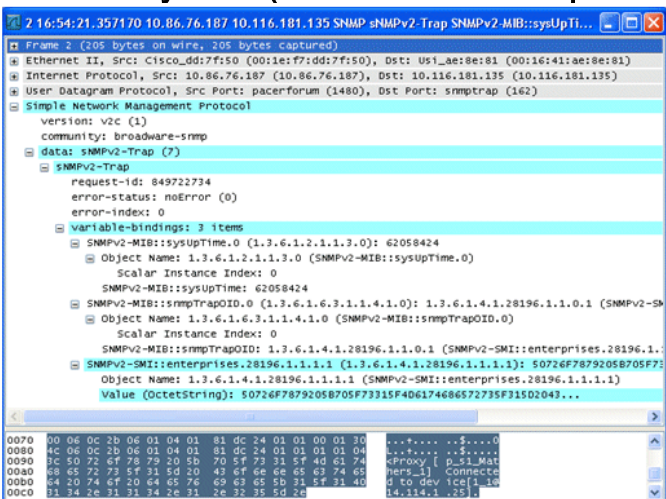 2 16:54:21.357170 10.86.76.187 10.116.181.135 SNMP sNMPv2-Trap SNMPv2-MIB::sysUpTi...
Frame 2 (205 bytes on wire, 205 bytes captured)
Ethernet II, Src: Cisco_dd:7f:50 (00:1e:f7:dd:7f:50), Dst: Usi_ae:8e:81 (00:16:41:ae:8e:81)
Internet Protocol, Src: 10.86.76.187 (10.86.76.187), Dst: 10.116.181.135 (10.116.181.135)
User Datagram Protocol, Src Port: pacerforum (1480), Dst Port: snmptrap (162)
Simple Network Management Protocol
version: v2c (1)
community: broadware-snmp
data: sNMPv2-Trap (7)
sNMPv2-Trap
request-id: 849722734
error-status: noError (0)
error-index: 0
variable-bindings: 3 items
SNMPv2-MIB::sysUpTime.0 (1.3.6.1.2.1.1.3.0): 62058424
Object Name: 1.3.6.1.2.1.1.3.0 (SNMPv2-MIB::sysUpTime.0)
Scalar Instance Index: 0
SNMPv2-MIB::sysUpTime: 62058424
SNMPv2-MIB::snmpTrapOID.0 (1.3.6.1.6.3.1.1.4.1.0): 1.3.6.1.4.1.28196.1.1.0.1 (SNMPv2-SM
Object Name: 1.3.6.1.6.3.1.1.4.1.0 (SNMPv2-MIB::snmpTrapOID.0)
Scalar Instance Index: 0
SNMPv2-MIB::snmpTrapOID: 1.3.6.1.4.1.28196.1.1.0.1 (SNMPv2-SMI::enterprises.28196.1.
SNMPv2-SMI::enterprises.28196.1.1.1.1 (1.3.6.1.4.1.28196.1.1.1.1): 50726F7879205B705F73
Object Name: 1.3.6.1.4.1.28196.1.1.1.1 (SNMPv2-SMI::enterprises.28196.1.1.1.1)
Value (OctetString): 50726F7879205B705F73315F4D6174686572735F315D2043...
0070 00 06 0c 2b 06 01 04 01 81 dc 24 01 01 00 01 30 ...+.... ..$....0
0080 4c 06 0c 2b 06 01 04 01 81 dc 24 01 01 01 01 04 L..+.... ..$.....
0090 3c 50 72 6f 78 79 20 5b 70 5f 73 31 5f 4d 61 74 <Proxy [ p_s1_Mat
00a0 68 65 72 73 5f 31 5d 20 43 6f 6e 6e 65 63 74 65 hers_1] Connecte
00b0 64 20 74 6f 20 64 65 76 69 63 65 5b 31 5f 31 40 d to dev ice[1_1@
00c0 31 34 2e 31 31 34 2e 31 2e 32 35 5d 2e 14.114.1 .25].